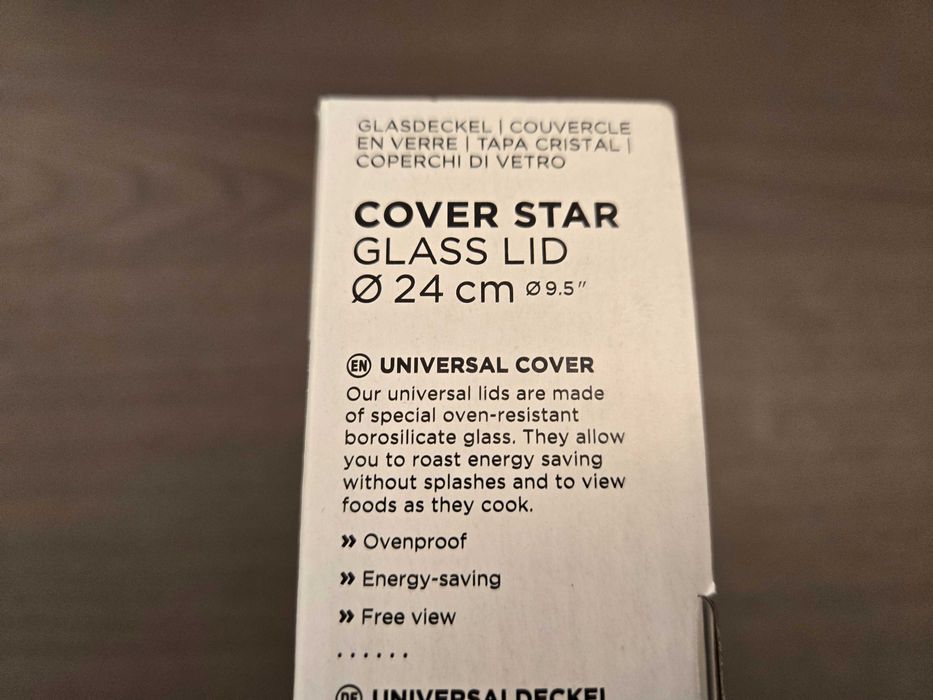 GLASDECKEL | COUVERCLE
EN VERRE | TAPA CRISTAL |
COPERCHI DI VETRO
COVER STAR
GLASS LID
Ø 24 cm Ø 9.5″
EN UNIVERSAL COVER
Our universal lids are made
of special oven-resistant
borosilicate glass. They allow
you to roast energy saving
without splashes and to view
foods as they cook.
» Ovenproof
» Energy-saving
» Free view
......
DE UNIVERSALDECKEL